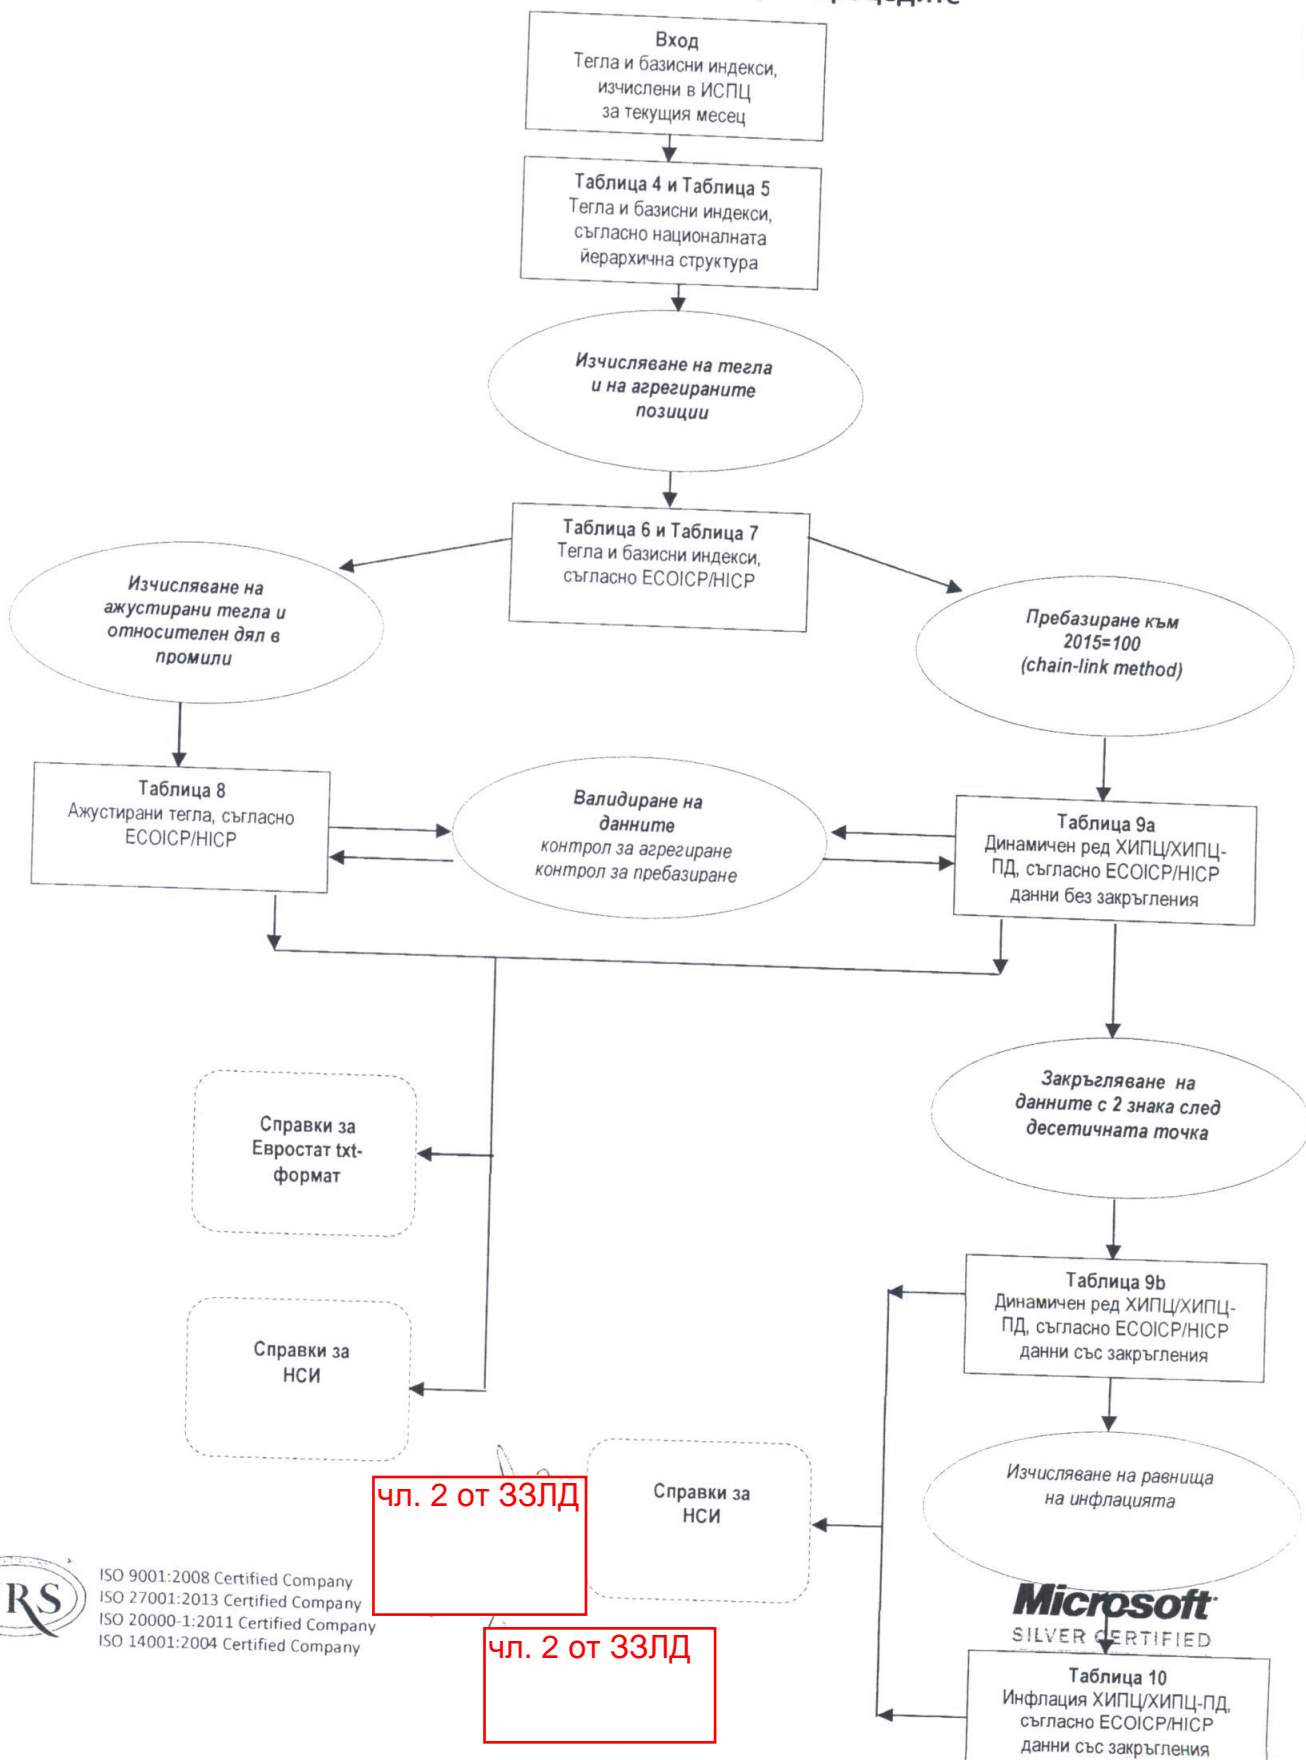 Вход
Тегла и базисни индекси,
изчислени в ИСПЦ
за текущия месец
Таблица 4 и Таблица 5
Тегла и базисни индекси,
съгласно националната
йерархична структура
Изчисляване на тегла
и на агрегираните
позиции
Таблица 6 и Таблица 7
Тегла и базисни индекси,
съгласно ECOICP/HICP
Изчисляване на
ажустирани тегла и
относителен дял в
промили
Пребазиране към
2015=100
(chain-link method)
Таблица 8
Ажустирани тегла, съгласно
ECOICP/HICP
Валидиране на
данните
контрол за агрегиране
контрол за пребазиране
Таблица 9a
Динамичен ред ХИПЦ/ХИПЦ-
ПД, съгласно ECOICP/HICP
данни без закръгления
Закръгляване на
данните с 2 знака след
десетичната точка
Справки за
Евростат txt-
формат
Таблица 9b
Динамичен ред ХИПЦ/ХИПЦ-
ПД, съгласно ECOICP/HICP
данни със закръгления
Справки за
НСИ
Изчисляване на равнища
на инфлацията
Справки за
НСИ
чл. 2 от ЗЗЛД
чл. 2 от ЗЗЛД
RS
ISO 9001:2008 Certified Company
ISO 27001:2013 Certified Company
ISO 20000-1:2011 Certified Company
ISO 14001:2004 Certified Company
Microsoft
SILVER CERTIFIED
Таблица 10
Инфлация ХИПЦ/ХИПЦ-ПД,
съгласно ECOICP/HICP
данни със закръгления